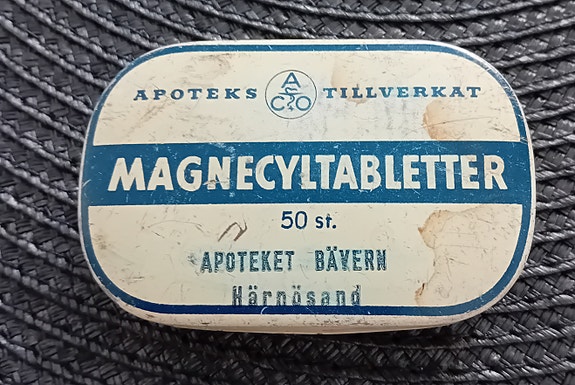 APOTEKS ACO TILLVERKAT
MAGNECYLTABLETTER
50 st.
APOTEKET BÄVERN
Härnösand